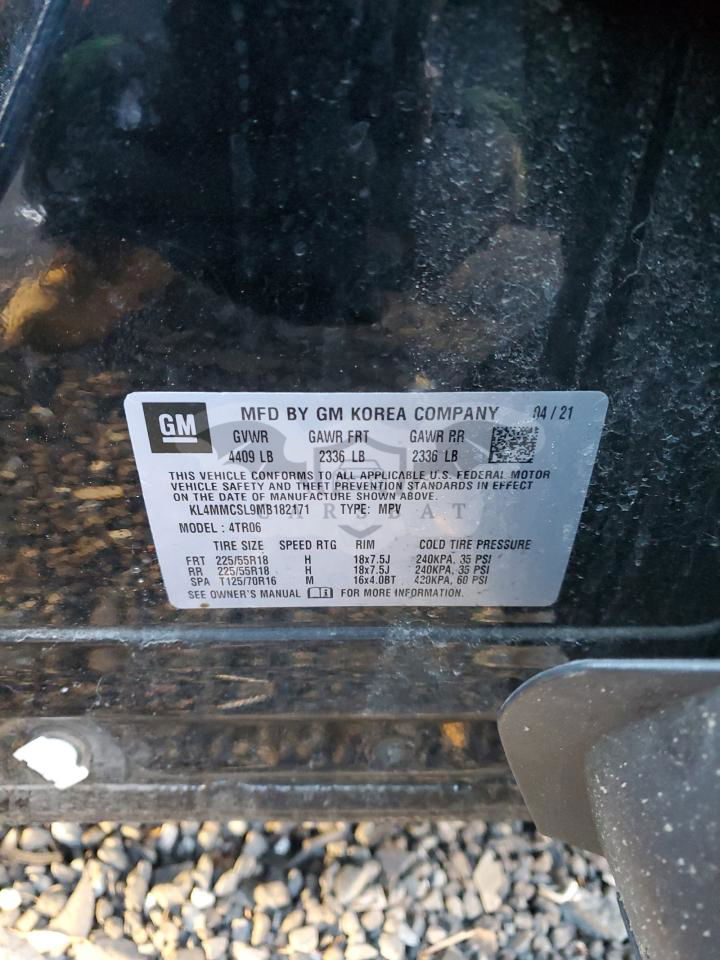 GM MFD BY GM KOREA COMPANY 04 / 21
GVWR GAWR FRT GAWR RR
4409 LB 2336 LB 2336 LB
THIS VEHICLE CONFORMS TO ALL APPLICABLE U.S. FEDERAL MOTOR
VEHICLE SAFETY AND THEFT PREVENTION STANDARDS IN EFFECT
ON THE DATE OF MANUFACTURE SHOWN ABOVE.
KL4MMCSL9MB182171 TYPE: MPV
CARSBAT
MODEL : 4TR06
TIRE SIZE SPEED RTG RIM COLD TIRE PRESSURE
FRT 225/55R18 H 18x7.5J 240KPA, 35 PSI
RR 225/55R18 H 18x7.5J 240KPA, 35 PSI
SPA T125/70R16 M 16x4.0BT 420KPA, 60 PSI
SEE OWNER'S MANUAL FOR MORE INFORMATION.